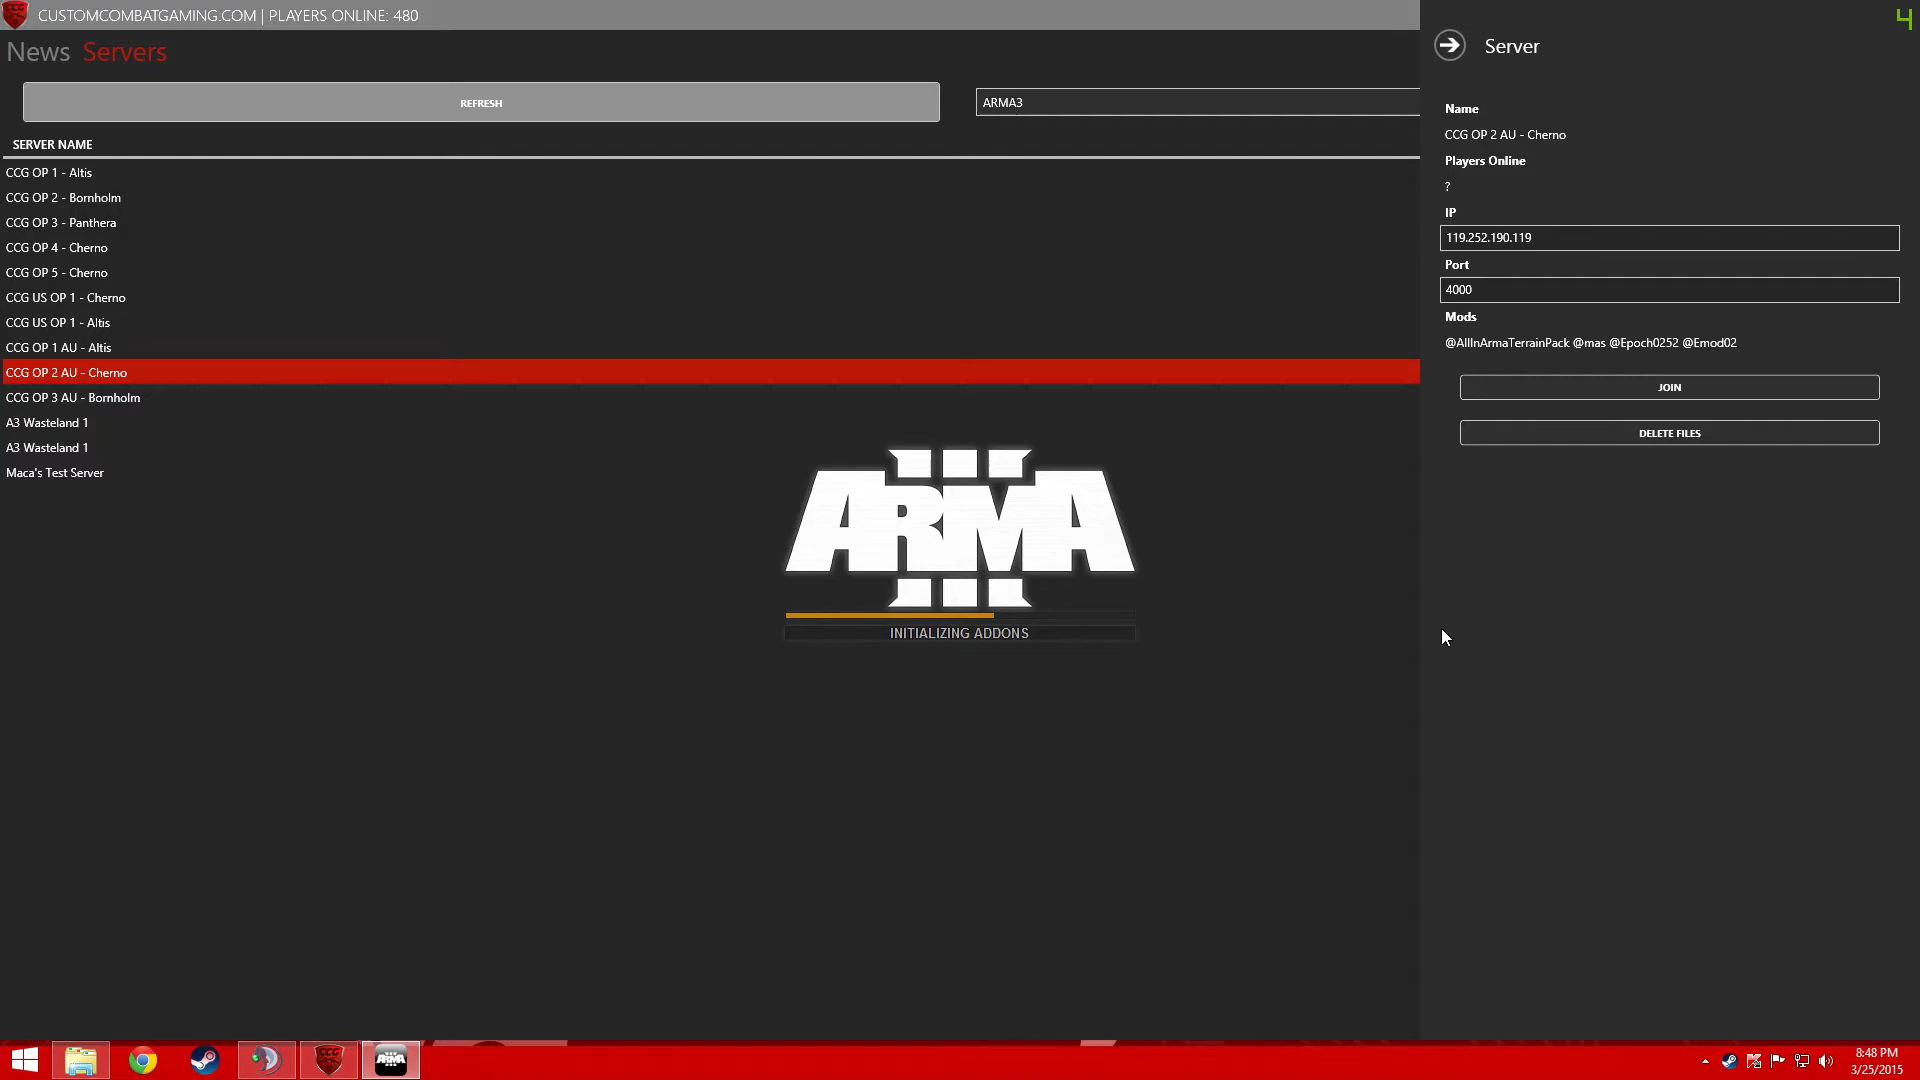 CUSTOMCOMBATGAMING.COM | PLAYERS ONLINE: 480
4
News Servers
Server
REFRESH
ARMA3
SERVER NAME
CCG OP 1 - Altis
CCG OP 2 - Bornholm
CCG OP 3 - Panthera
CCG OP 4 - Cherno
CCG OP 5 - Cherno
CCG US OP 1 - Cherno
CCG US OP 1 - Altis
CCG OP 1 AU - Altis
CCG OP 2 AU - Cherno
CCG OP 3 AU - Bornholm
A3 Wasteland 1
A3 Wasteland 1
Maca's Test Server
Name
CCG OP 2 AU - Cherno
Players Online
?
IP
119.252.190.119
Port
4000
Mods
@AllInArmaTerrainPack @mas @Epoch0252 @Emod02
JOIN
DELETE FILES
ARMA
III
INITIALIZING ADDONS
CCG
ARMA
8:48 PM
3/25/2015